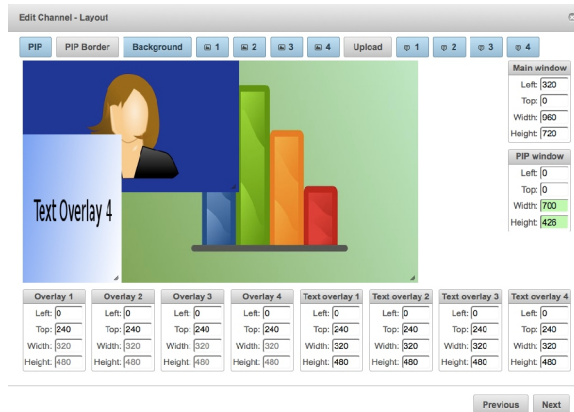 Edit Channel - Layout
PIP PIP Border Background 1 2 3 4 Upload 1 2 3 4
Text Overlay 4
Main window
Left: 320
Top: 0
Width: 960
Height: 720
PIP window
Left: 0
Top: 0
Width: 700
Height: 426
Overlay 1
Left: 0
Top: 240
Width: 320
Height: 480
Overlay 2
Left: 0
Top: 240
Width: 320
Height: 480
Overlay 3
Left: 0
Top: 240
Width: 320
Height: 480
Overlay 4
Left: 0
Top: 240
Width: 320
Height: 480
Text overlay 1
Left: 0
Top: 240
Width: 320
Height: 480
Text overlay 2
Left: 0
Top: 240
Width: 320
Height: 480
Text overlay 3
Left: 0
Top: 240
Width: 320
Height: 480
Text overlay 4
Left: 0
Top: 240
Width: 320
Height: 480
Previous Next